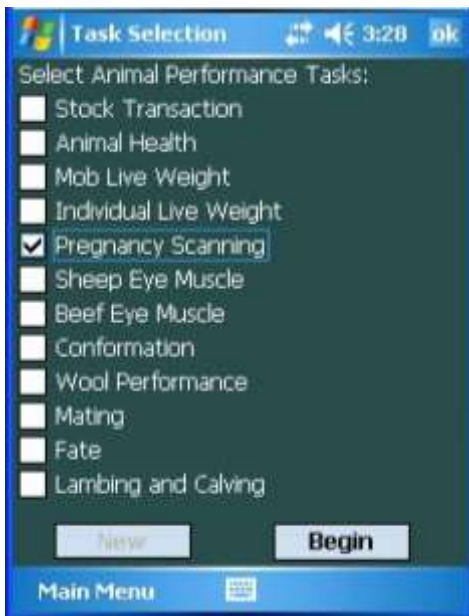 Task Selection 3:28 ok
Select Animal Performance Tasks:
Stock Transaction
Animal Health
Mob Live Weight
Individual Live Weight
Pregnancy Scanning
Sheep Eye Muscle
Beef Eye Muscle
Conformation
Wool Performance
Mating
Fate
Lambing and Calving
New Begin
Main Menu